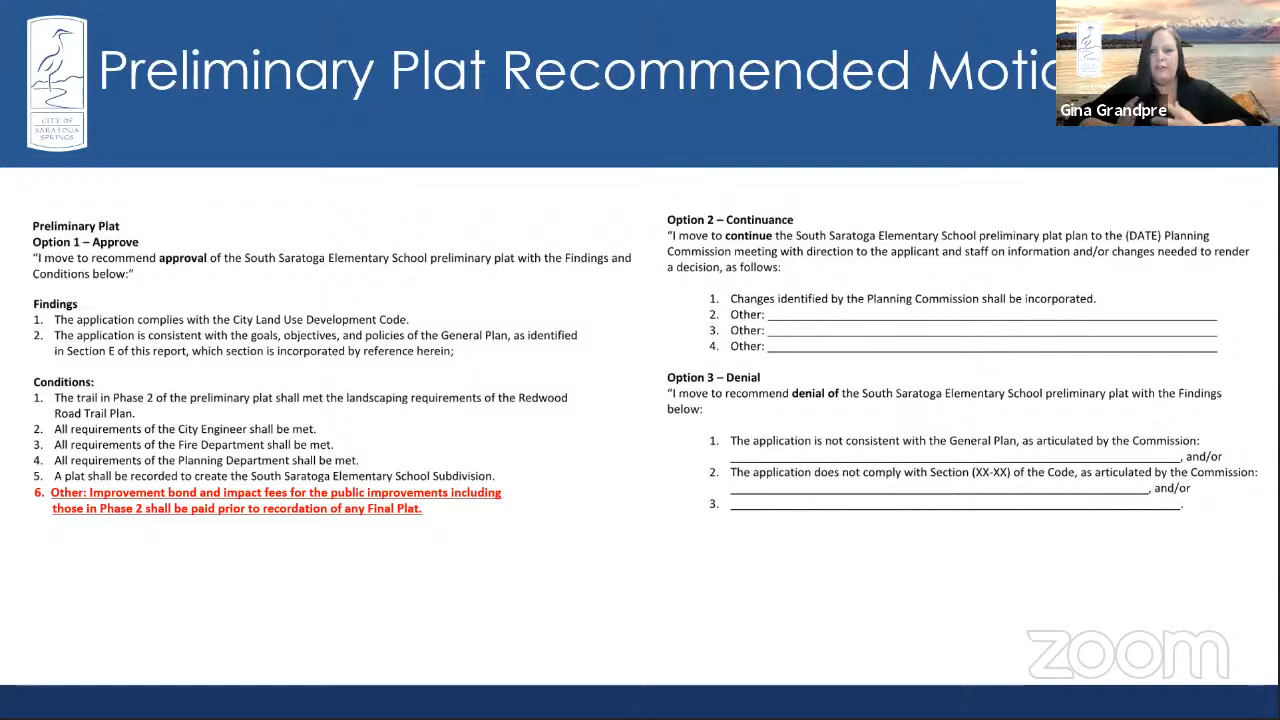 Preliminary Plat Recommended Motio
CITY OF
SARATOGA
SPRINGS
Gina Grandpre
Preliminary Plat
Option 1 – Approve
“I move to recommend approval of the South Saratoga Elementary School preliminary plat with the Findings and
Conditions below:”
Findings
1. The application complies with the City Land Use Development Code.
2. The application is consistent with the goals, objectives, and policies of the General Plan, as identified
in Section E of this report, which section is incorporated by reference herein;
Conditions:
1. The trail in Phase 2 of the preliminary plat shall met the landscaping requirements of the Redwood
Road Trail Plan.
2. All requirements of the City Engineer shall be met.
3. All requirements of the Fire Department shall be met.
4. All requirements of the Planning Department shall be met.
5. A plat shall be recorded to create the South Saratoga Elementary School Subdivision.
6. Other: Improvement bond and impact fees for the public improvements including
those in Phase 2 shall be paid prior to recordation of any Final Plat.
Option 2 – Continuance
“I move to continue the South Saratoga Elementary School preliminary plat plan to the (DATE) Planning
Commission meeting with direction to the applicant and staff on information and/or changes needed to render
a decision, as follows:
1. Changes identified by the Planning Commission shall be incorporated.
2. Other: ____________________
3. Other: ____________________
4. Other: ____________________
Option 3 – Denial
“I move to recommend denial of the South Saratoga Elementary School preliminary plat with the Findings
below:
1. The application is not consistent with the General Plan, as articulated by the Commission:
____________________, and/or
2. The application does not comply with Section (XX-XX) of the Code, as articulated by the Commission:
____________________, and/or
3. ____________________.
zoom